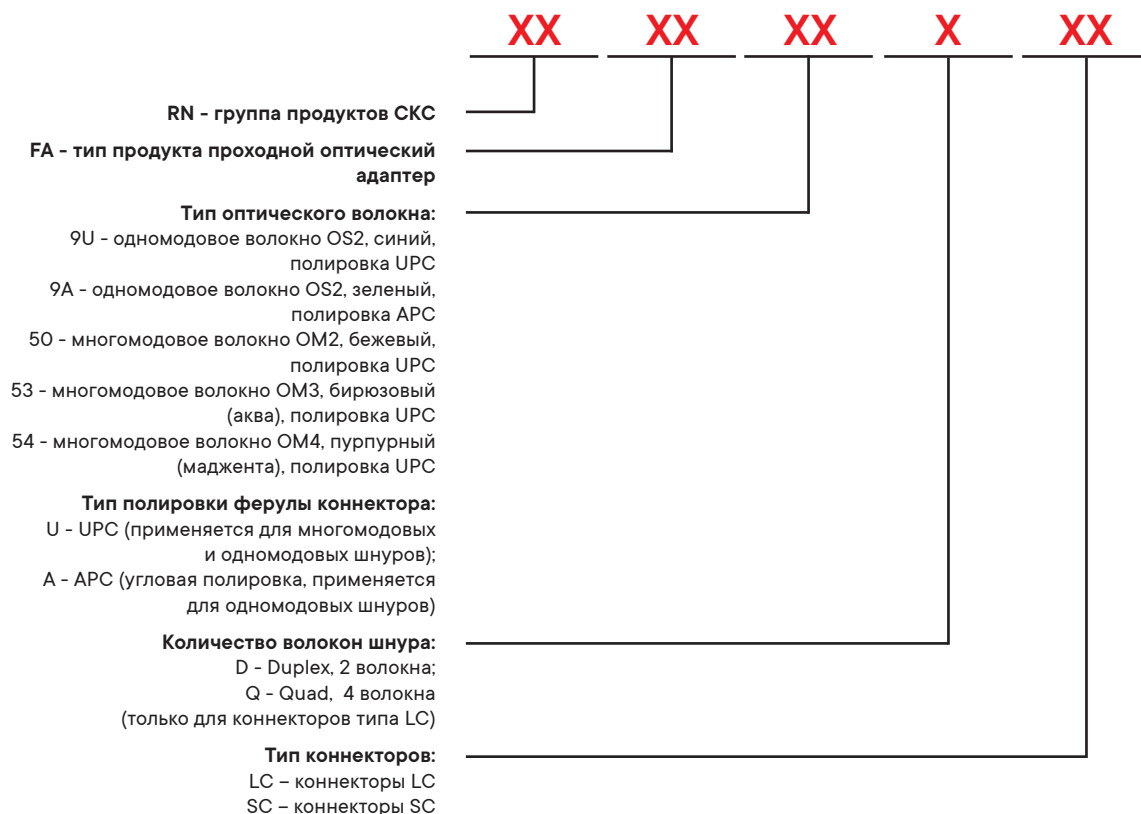 XX XX XX X XX
RN - группа продуктов СКС
FA - тип продукта проходной оптический
адаптер
Тип оптического волокна:
9U - одномодовое волокно OS2, синий,
полировка UPC
9A - одномодовое волокно OS2, зеленый,
полировка APC
50 - многомодовое волокно OM2, бежевый,
полировка UPC
53 - многомодовое волокно OM3, бирюзовый
(аква), полировка UPC
54 - многомодовое волокно OM4, пурпурный
(маджента), полировка UPC
Тип полировки ферулы коннектора:
U - UPC (применяется для многомодовых
и одномодовых шнуров);
A - APC (угловая полировка, применяется
для одномодовых шнуров)
Количество волокон шнура:
D - Duplex, 2 волокна;
Q - Quad, 4 волокна
(только для коннекторов типа LC)
Тип коннекторов:
LC – коннекторы LC
SC – коннекторы SC